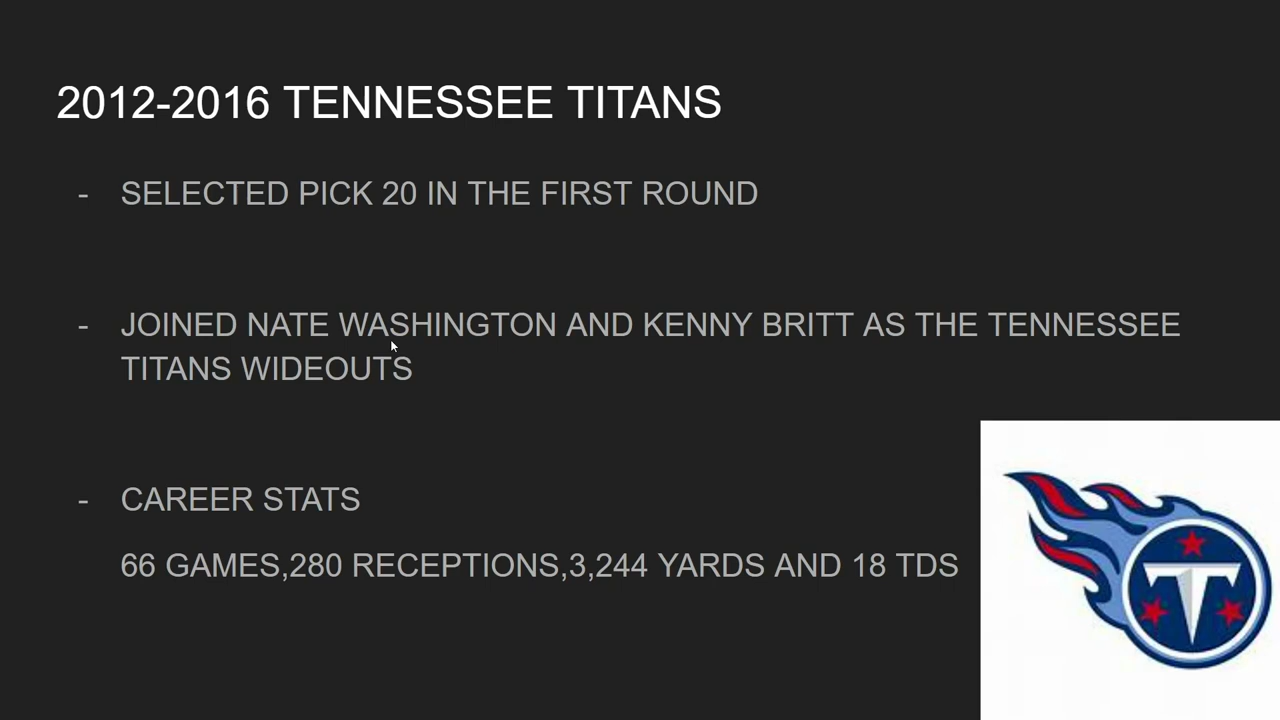 2012-2016 TENNESSEE TITANS
- SELECTED PICK 20 IN THE FIRST ROUND
- JOINED NATE WASHINGTON AND KENNY BRITT AS THE TENNESSEE
TITANS WIDEOUTS
- CAREER STATS
66 GAMES,280 RECEPTIONS,3,244 YARDS AND 18 TDS
T